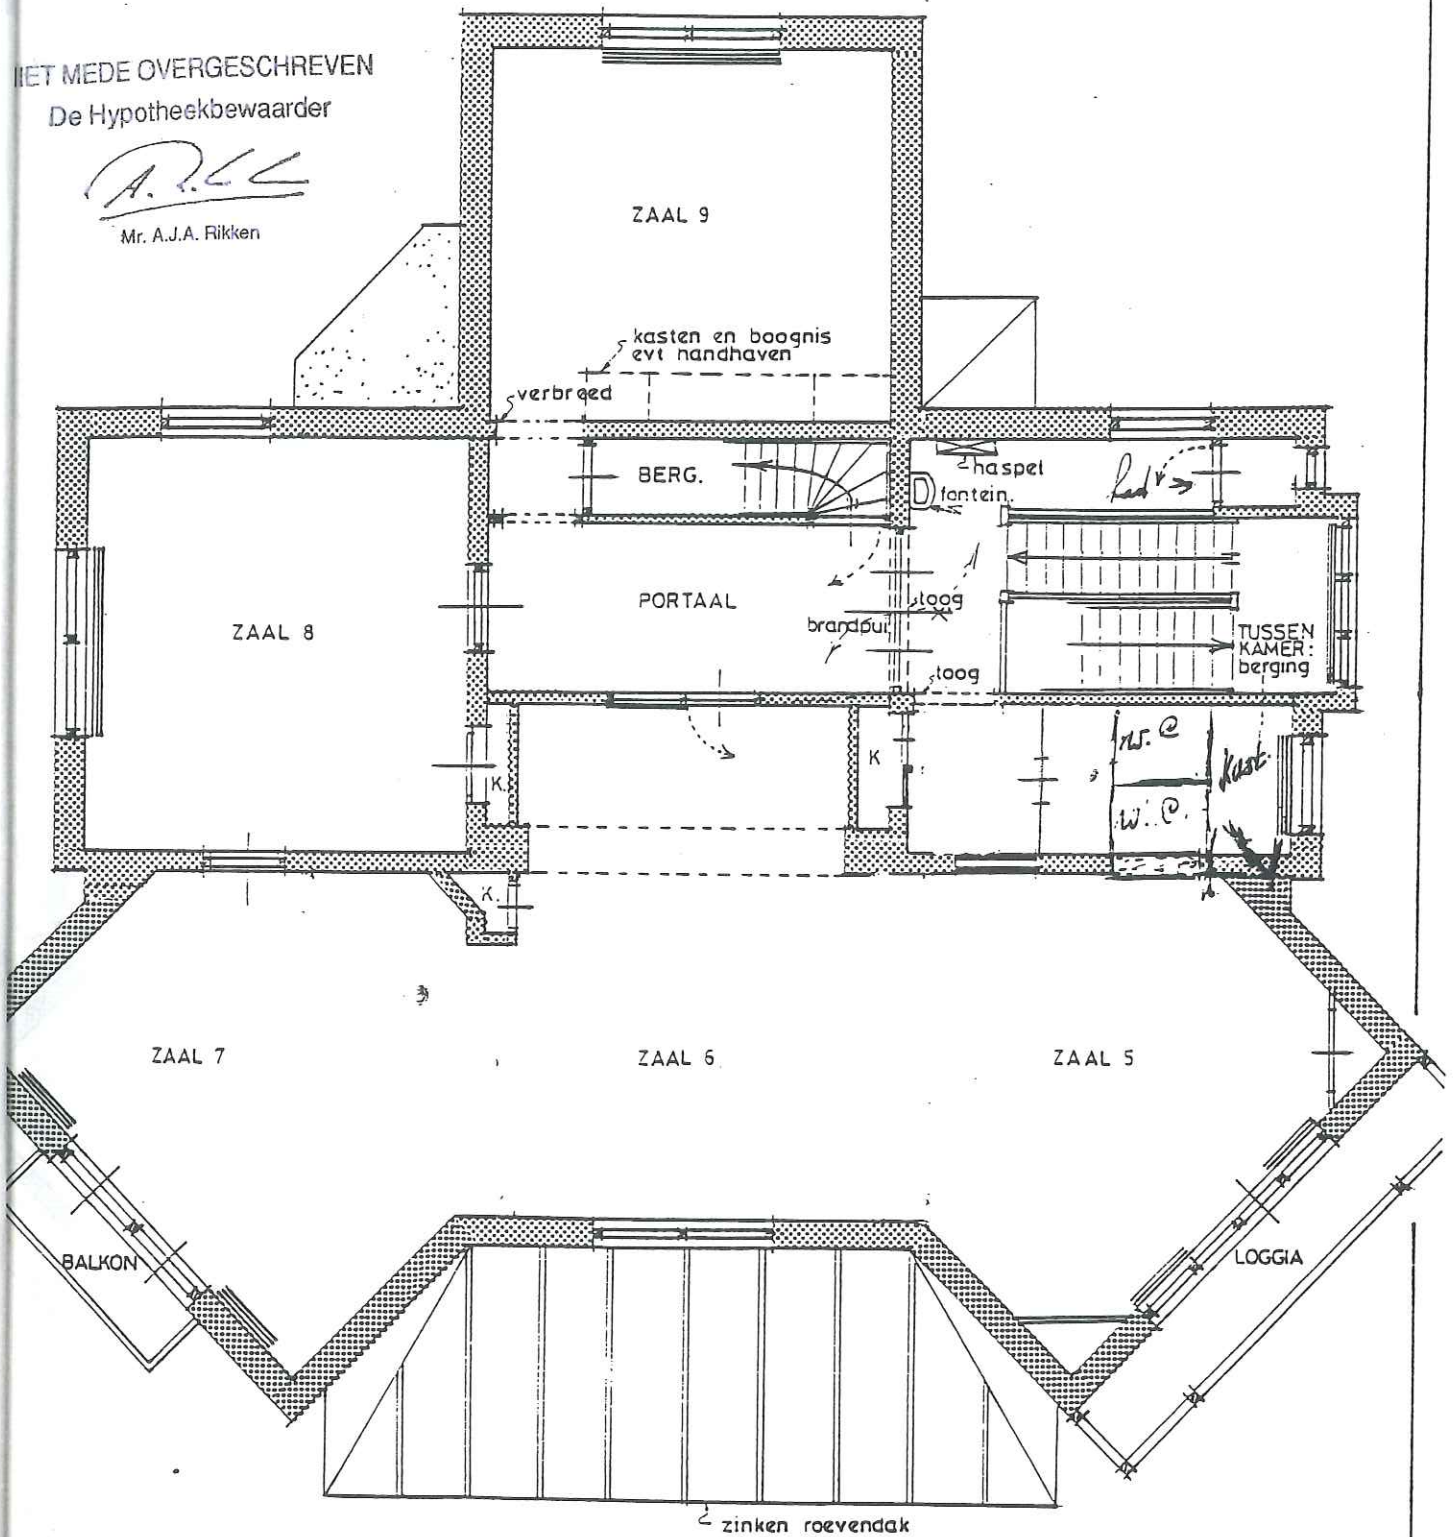 IET MEDE OVERGESCHREVEN
De Hypotheekbewaarder
Mr. A.J.A. Rikken
ZAAL 9
kasten en boognis
evt handhaven
verbreed
BERG.
haspel
fontein.
ZAAL 8
PORTAAL
toog
brandpui
TUSSEN
KAMER:
berging
toog
K.
K
W.C.
Kast.
K.
ZAAL 7
ZAAL 6
ZAAL 5
BALKON
LOGGIA
zinken roevendak